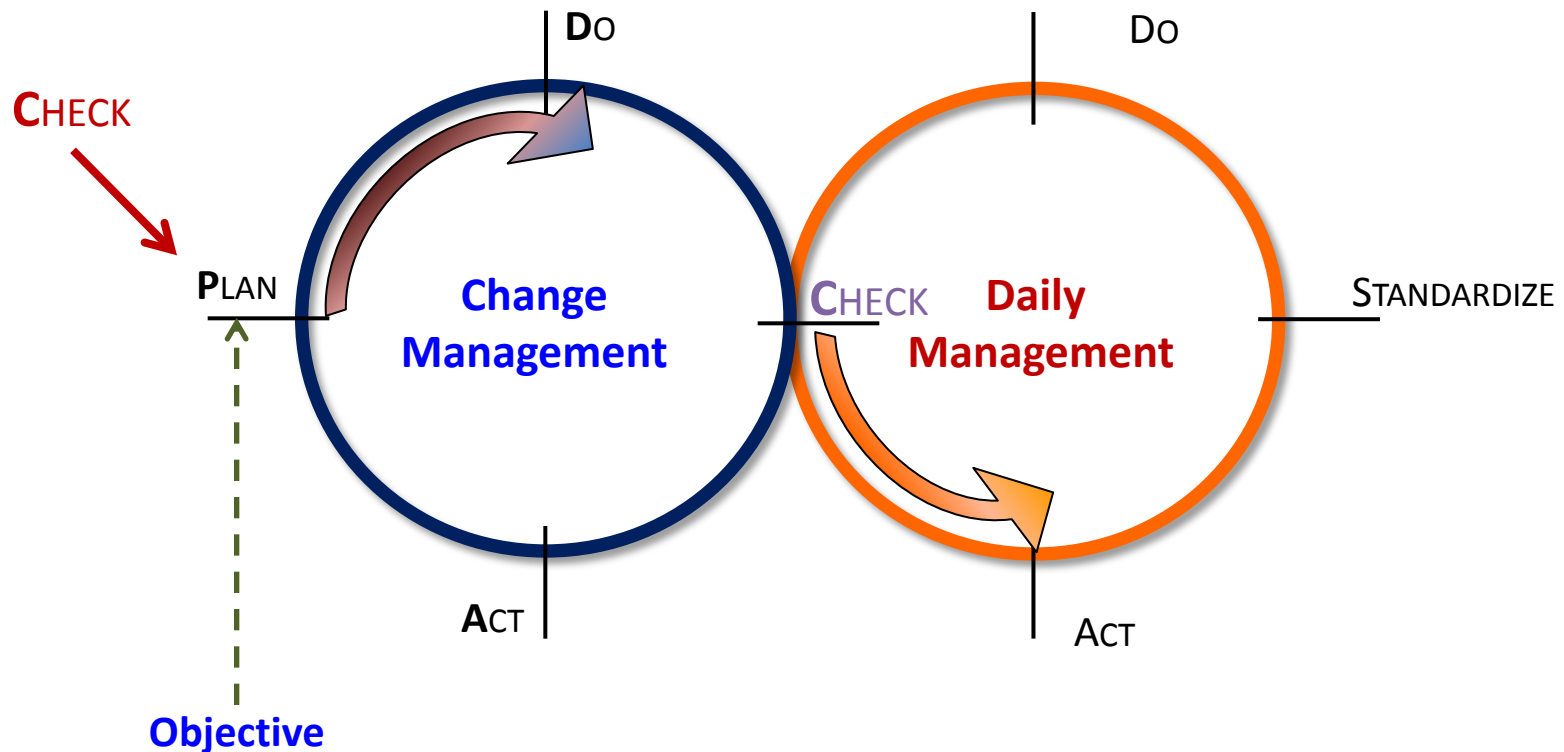 DO
DO
CHECK
PLAN
Change
Management
CHECK
Daily
Management
STANDARDIZE
ACT
ACT
Objective